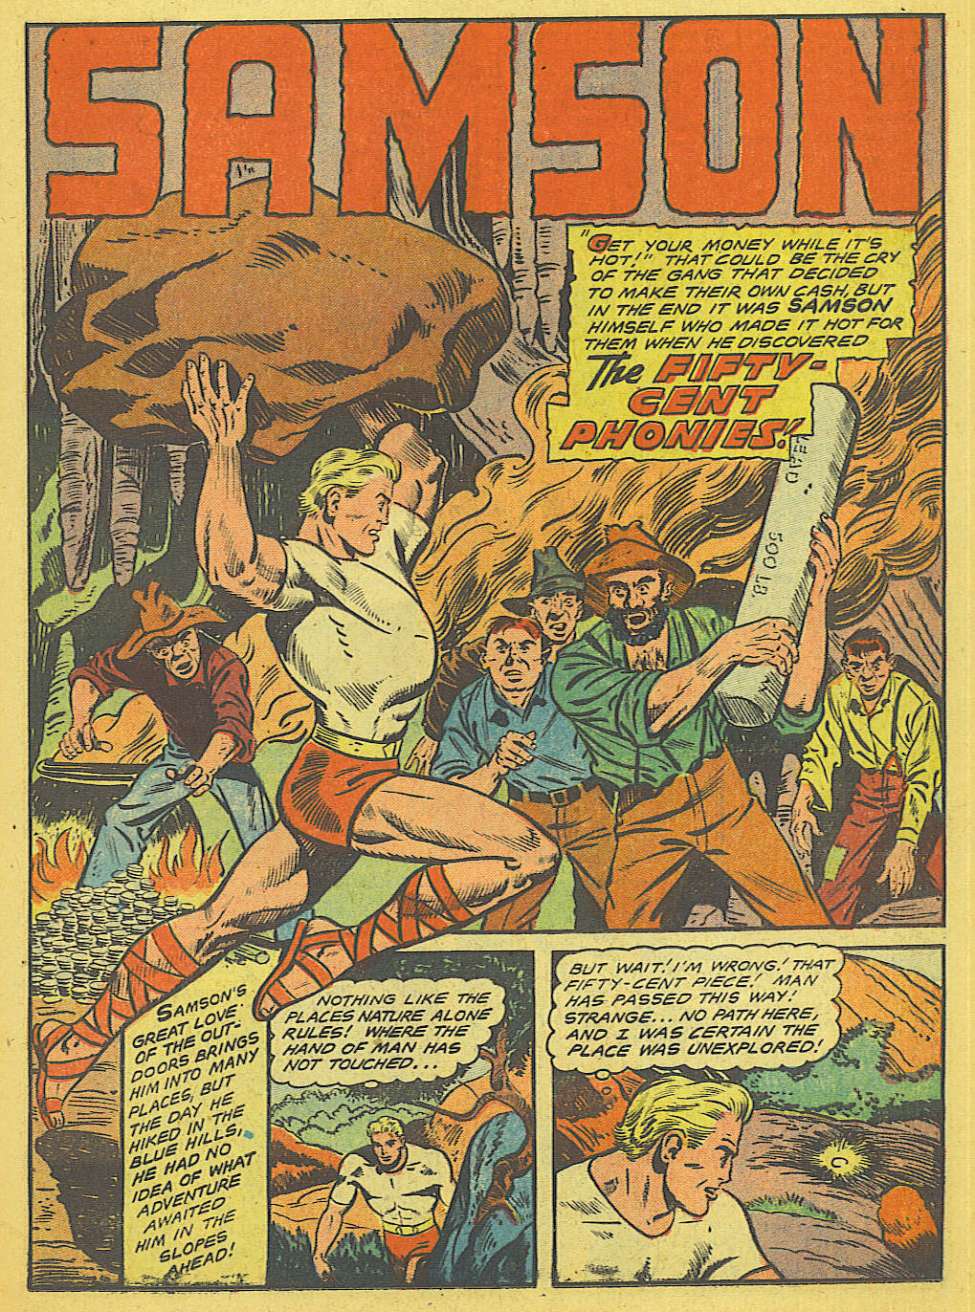 SAMSON
"GET YOUR MONEY WHILE IT'S
HOT!" THAT COULD BE THE CRY
OF THE GANG THAT DECIDED
TO MAKE THEIR OWN CASH, BUT
IN THE END IT WAS SAMSON
HIMSELF WHO MADE IT HOT FOR
THEM WHEN HE DISCOVERED
The FIFTY-
CENT
PHONIES!
LEAD
500 LB.
SAMSON'S
GREAT LOVE
OF THE OUT-
DOORS BRINGS
HIM INTO MANY
PLACES, BUT
THE DAY HE
HIKED IN THE
BLUE HILLS,
HE HAD NO
IDEA OF WHAT
ADVENTURE
AWAITED
HIM IN THE
SLOPES
AHEAD!
NOTHING LIKE THE
PLACES NATURE ALONE
RULES! WHERE THE
HAND OF MAN HAS
NOT TOUCHED...
BUT WAIT! I'M WRONG! THAT
FIFTY-CENT PIECE! MAN
HAS PASSED THIS WAY!
STRANGE... NO PATH HERE,
AND I WAS CERTAIN THE
PLACE WAS UNEXPLORED!